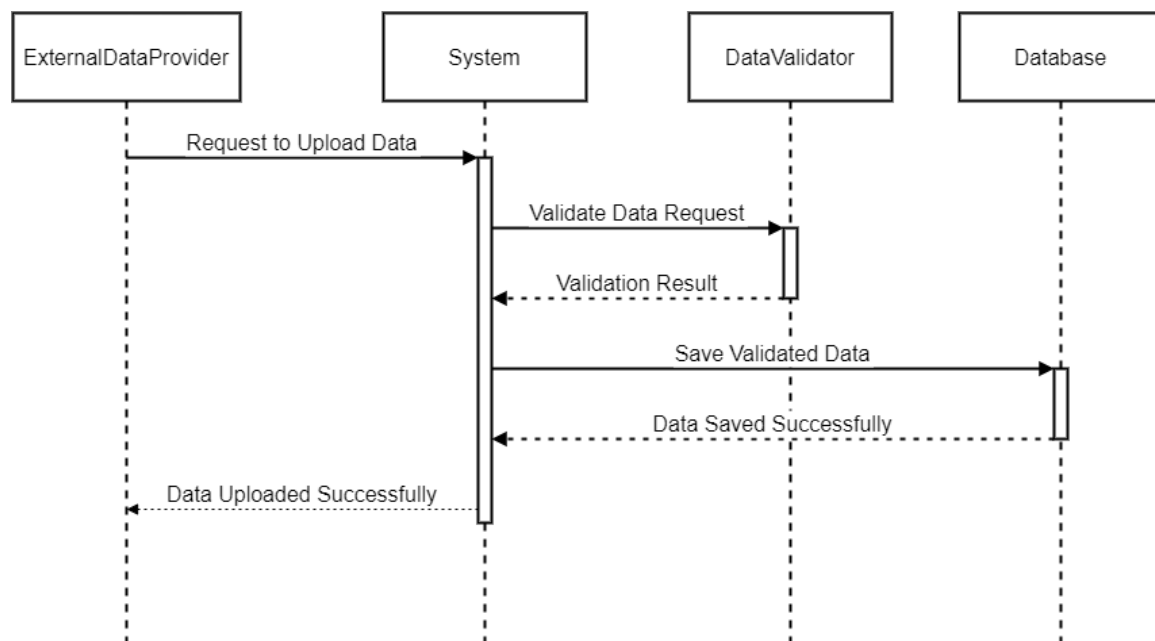 ExternalDataProvider
System
DataValidator
Database
Request to Upload Data
Validate Data Request
Validation Result
Save Validated Data
Data Saved Successfully
Data Uploaded Successfully